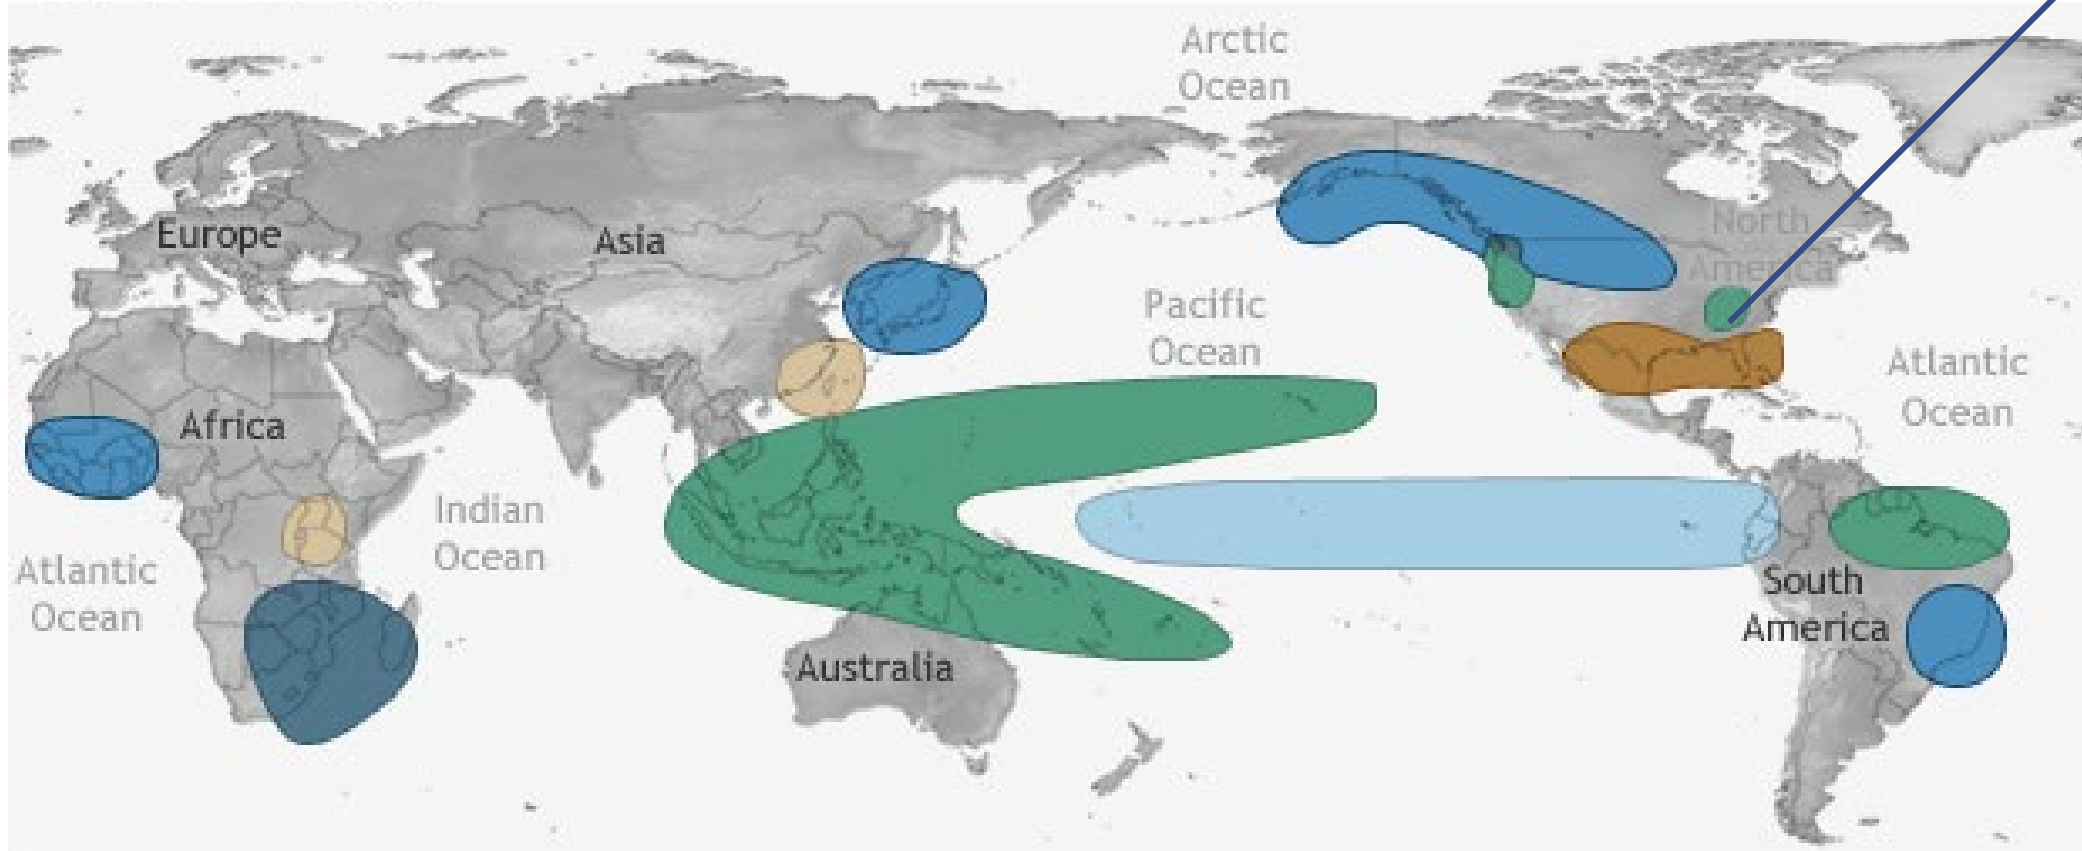 Arctic
Ocean
North
America
Europe
Asia
Pacific
Ocean
Atlantic
Ocean
Africa
Indian
Ocean
Atlantic
Ocean
South
America
Australia